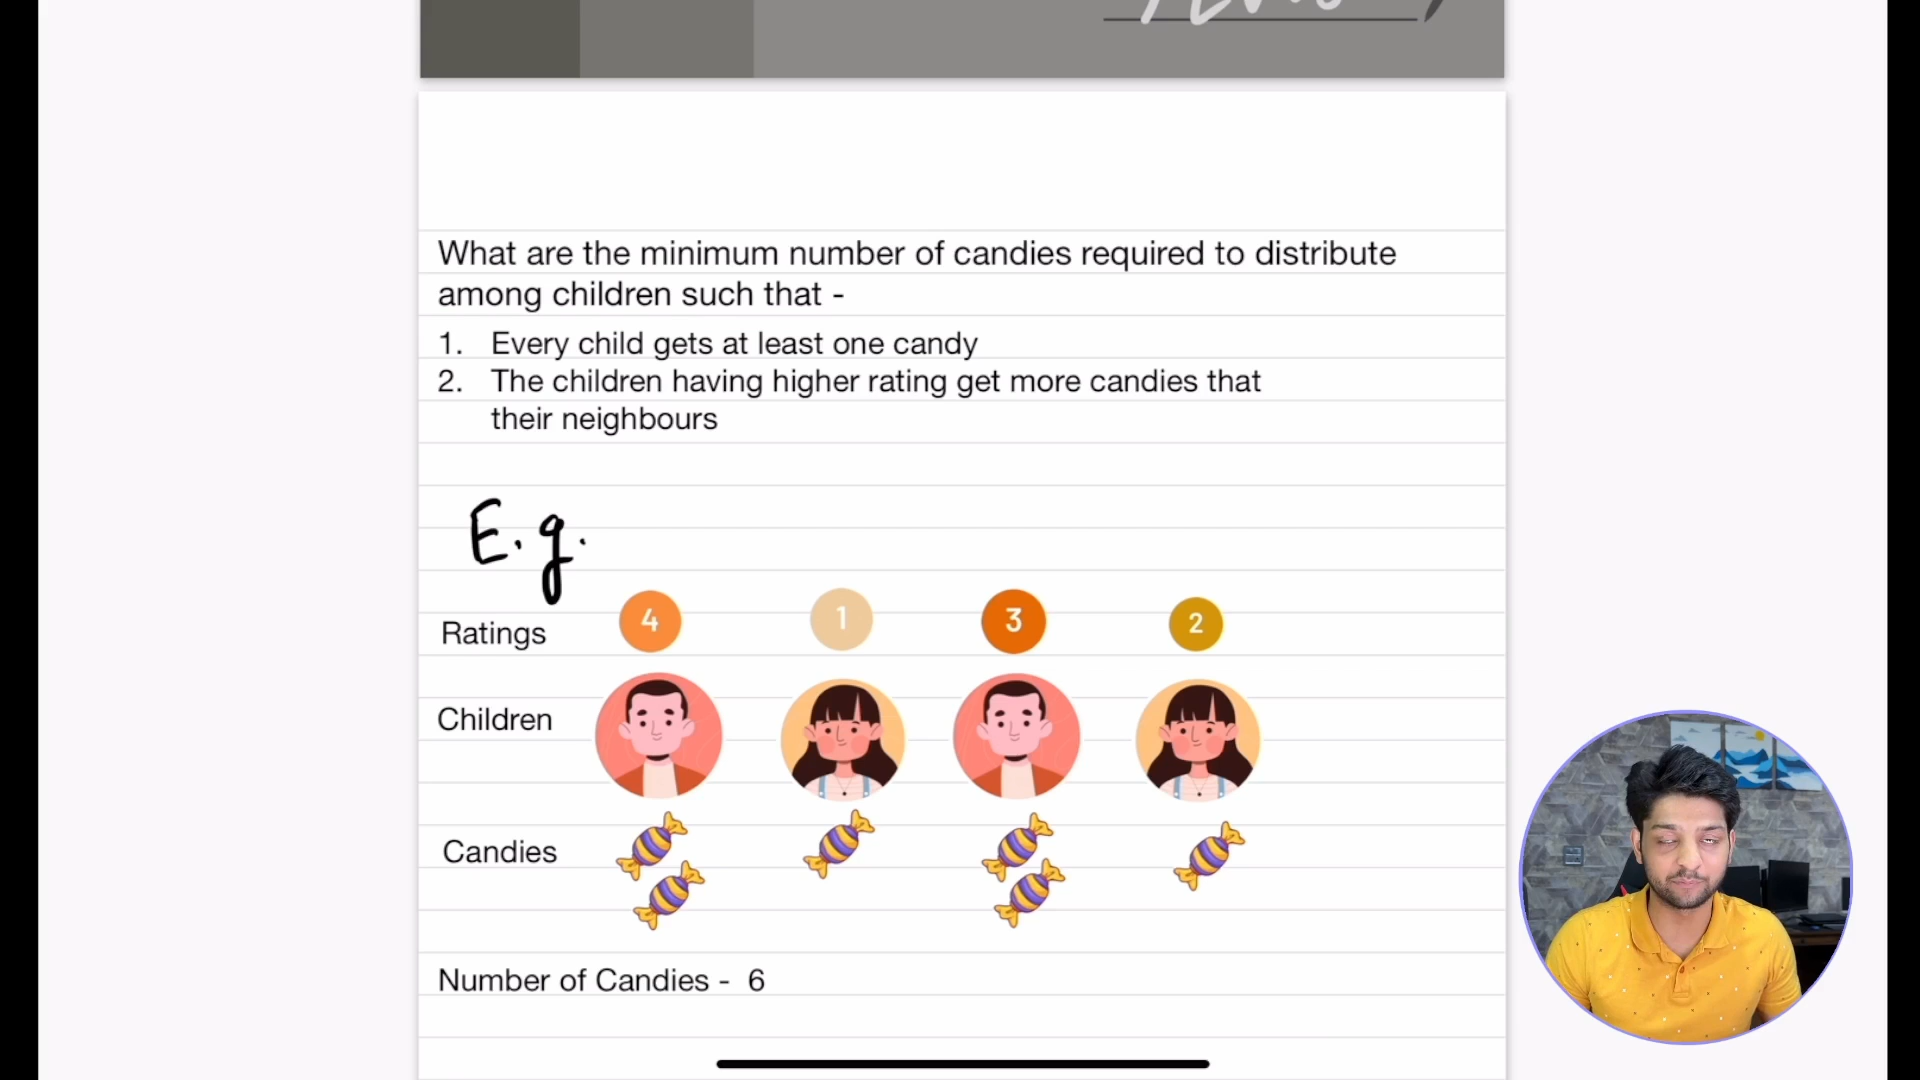 What are the minimum number of candies required to distribute
among children such that -
1. Every child gets at least one candy
2. The children having higher rating get more candies that
their neighbours
E.g.
Ratings 4 1 3 2
Children
Candies
Number of Candies - 6